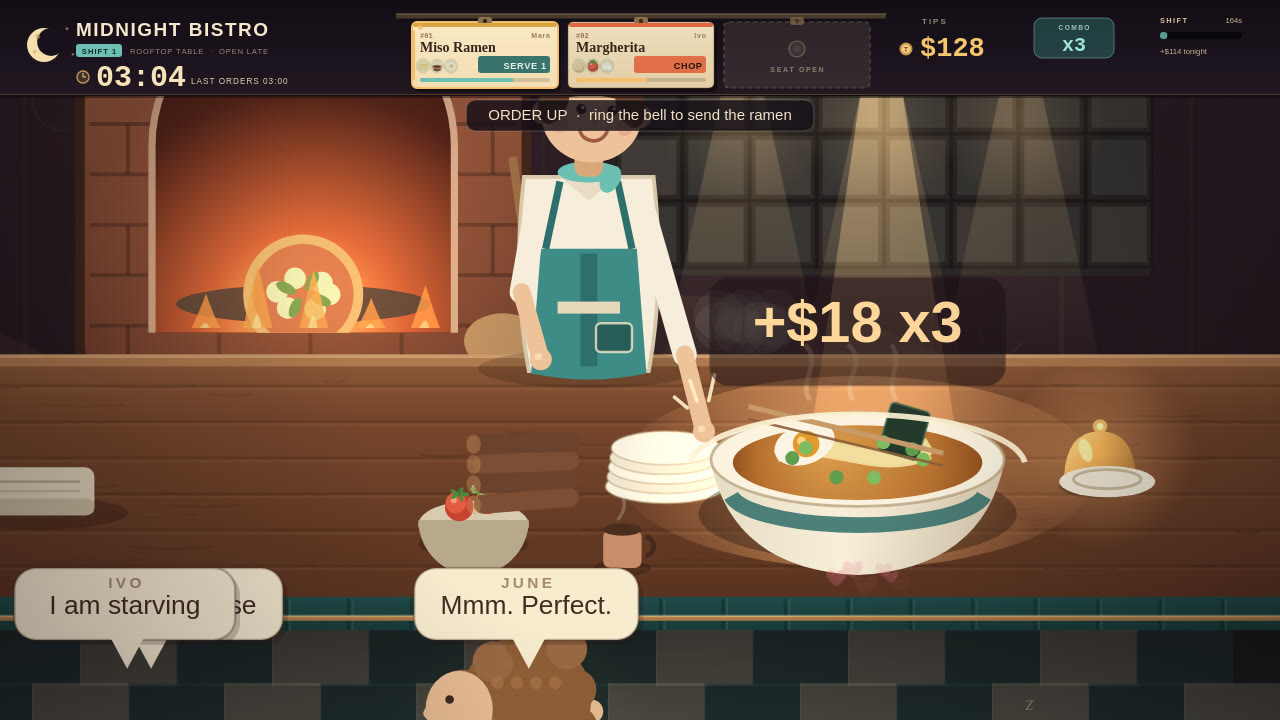 MIDNIGHT BISTRO
SHIFT 1 ROOFTOP TABLE · OPEN LATE
03:04 LAST ORDERS 03:00
#01 Mara
Miso Ramen
SERVE 1
#02 Ivo
Margherita
CHOP
SEAT OPEN
TIPS
$128
COMBO
x3
SHIFT 164s
+$114 tonight
ORDER UP · ring the bell to send the ramen
+$18 x3
IVO
I am starving
se
JUNE
Mmm. Perfect.
z